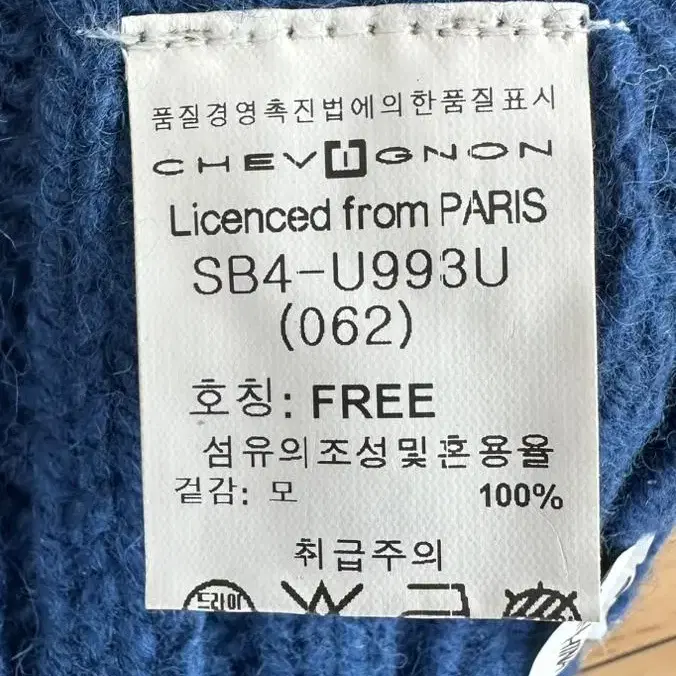 품질경영촉진법에의한품질표시
CHEVIGNON
Licenced from PARIS
SB4-U993U
(062)
호칭: FREE
섬유의조성및혼용율
겉감: 모 100%
취급주의
드라이